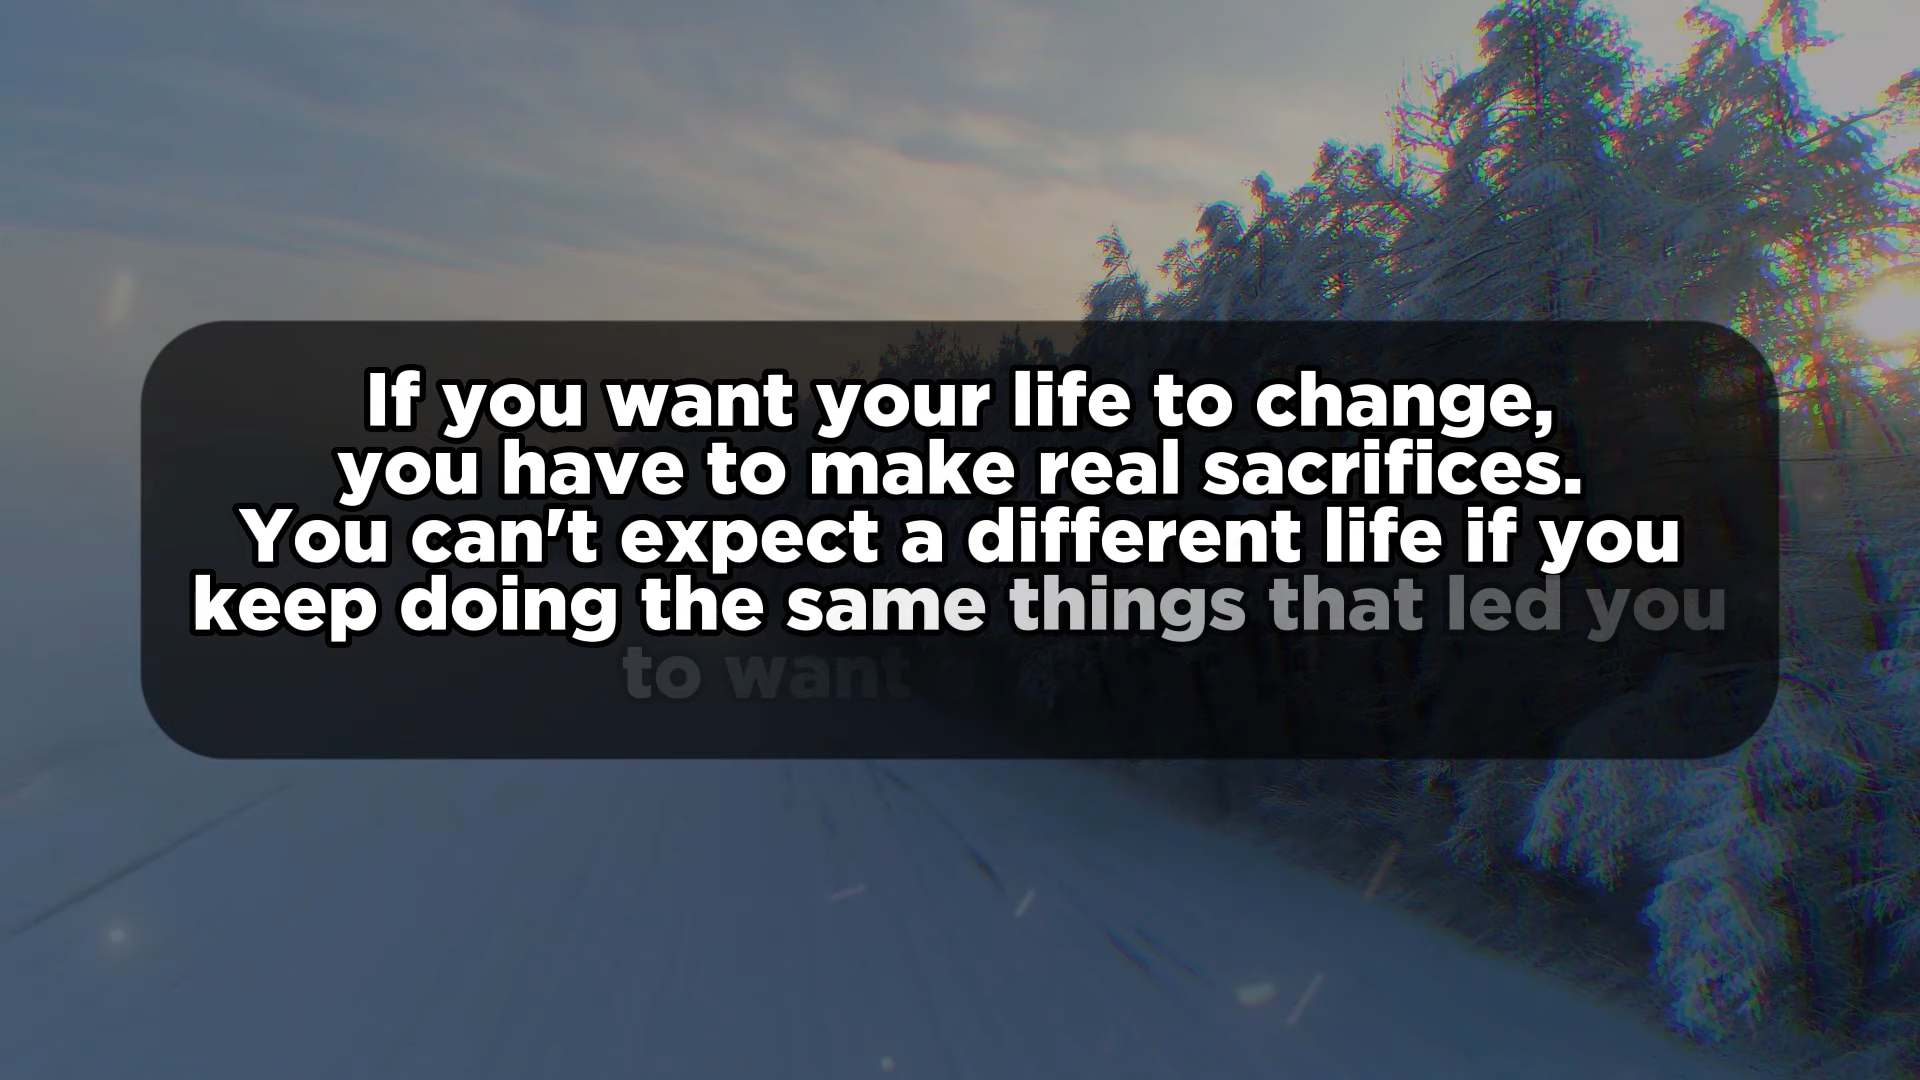 If you want your life to change,
you have to make real sacrifices.
You can't expect a different life if you
keep doing the same things that led you
to want a